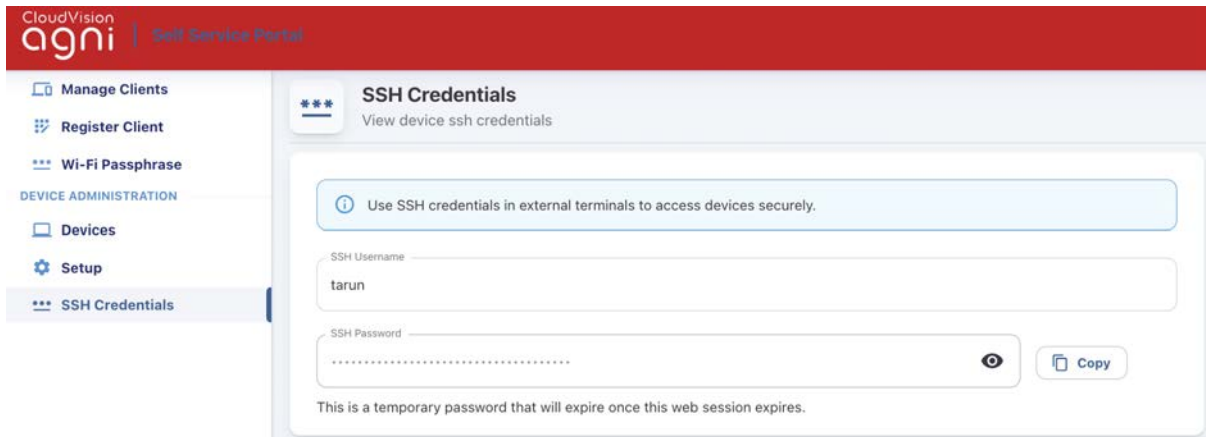 CloudVision
agni
Self Service Portal
Manage Clients
Register Client
Wi-Fi Passphrase
DEVICE ADMINISTRATION
Devices
Setup
SSH Credentials
SSH Credentials
View device ssh credentials
Use SSH credentials in external terminals to access devices securely.
SSH Username
tarun
SSH Password
Copy
This is a temporary password that will expire once this web session expires.